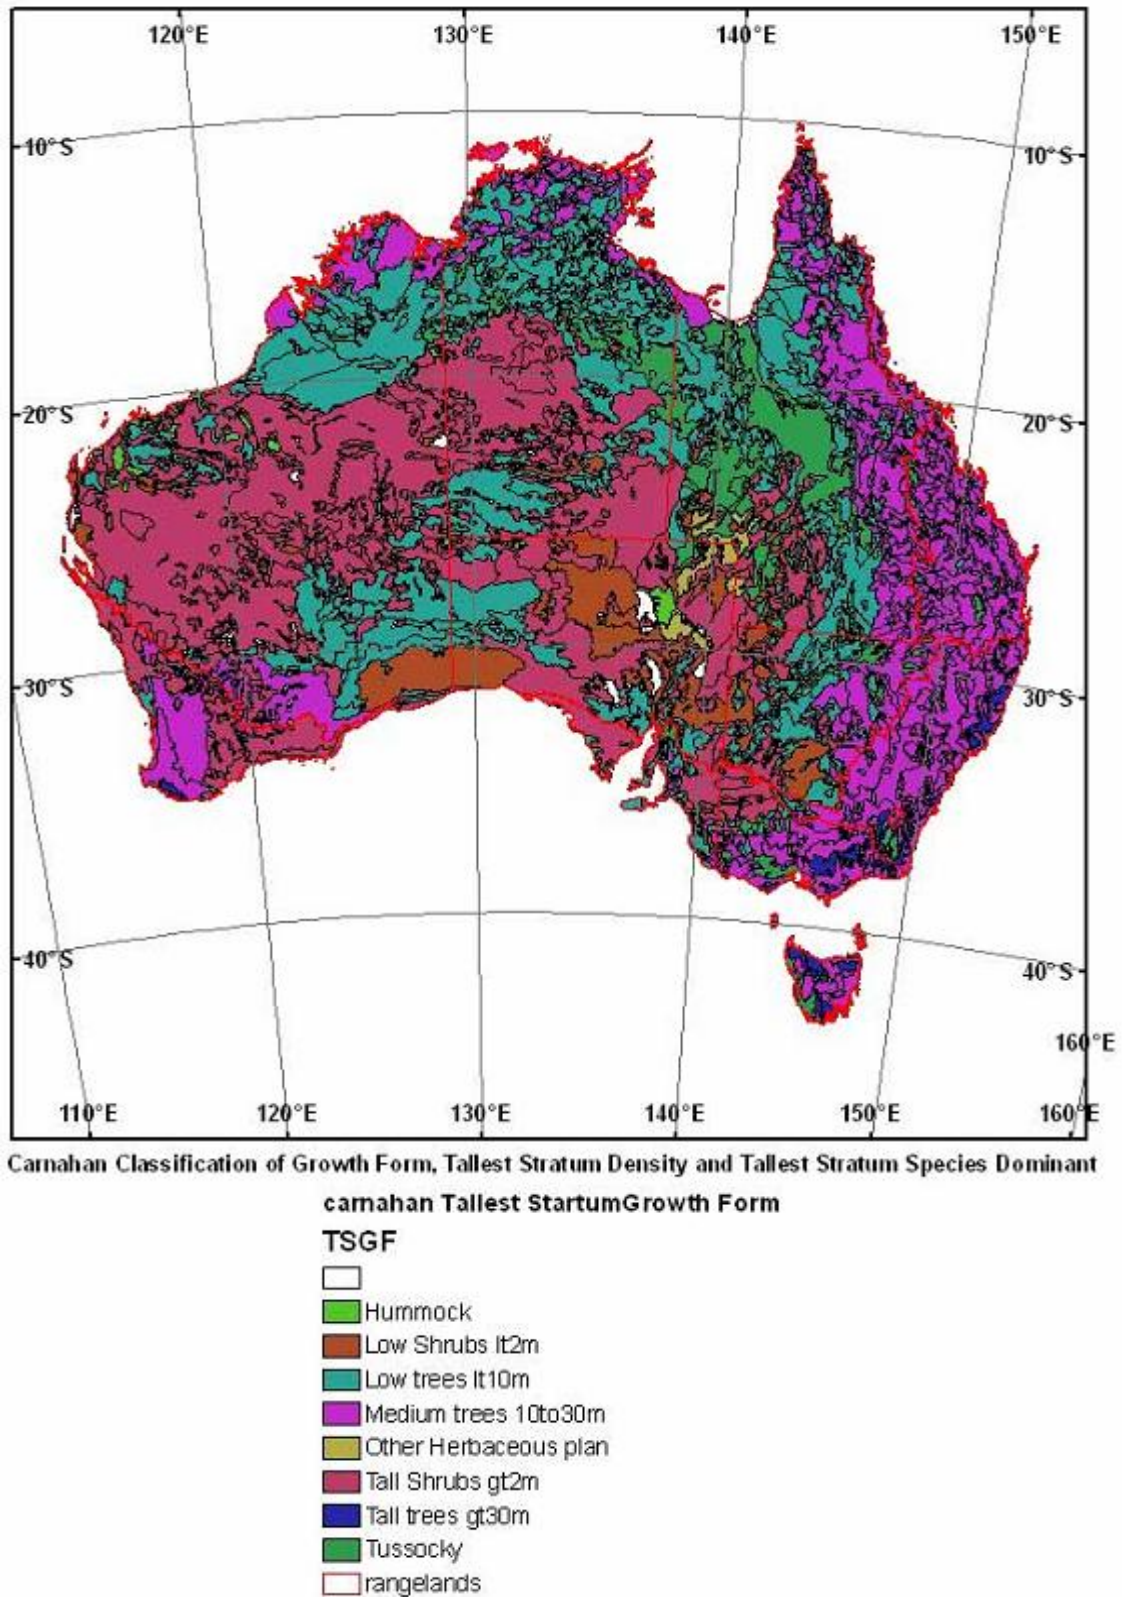 120°E 130°E 140°E 150°E
10°S 10°S
20°S 20°S
30°S 30°S
40°S 40°S
160°E
110°E 120°E 130°E 140°E 150°E 160°E
Carnahan Classification of Growth Form, Tallest Stratum Density and Tallest Stratum Species Dominant
carnahan Tallest StartumGrowth Form
TSGF
Hummock
Low Shrubs lt2m
Low trees lt10m
Medium trees 10to30m
Other Herbaceous plan
Tall Shrubs gt2m
Tall trees gt30m
Tussocky
rangelands